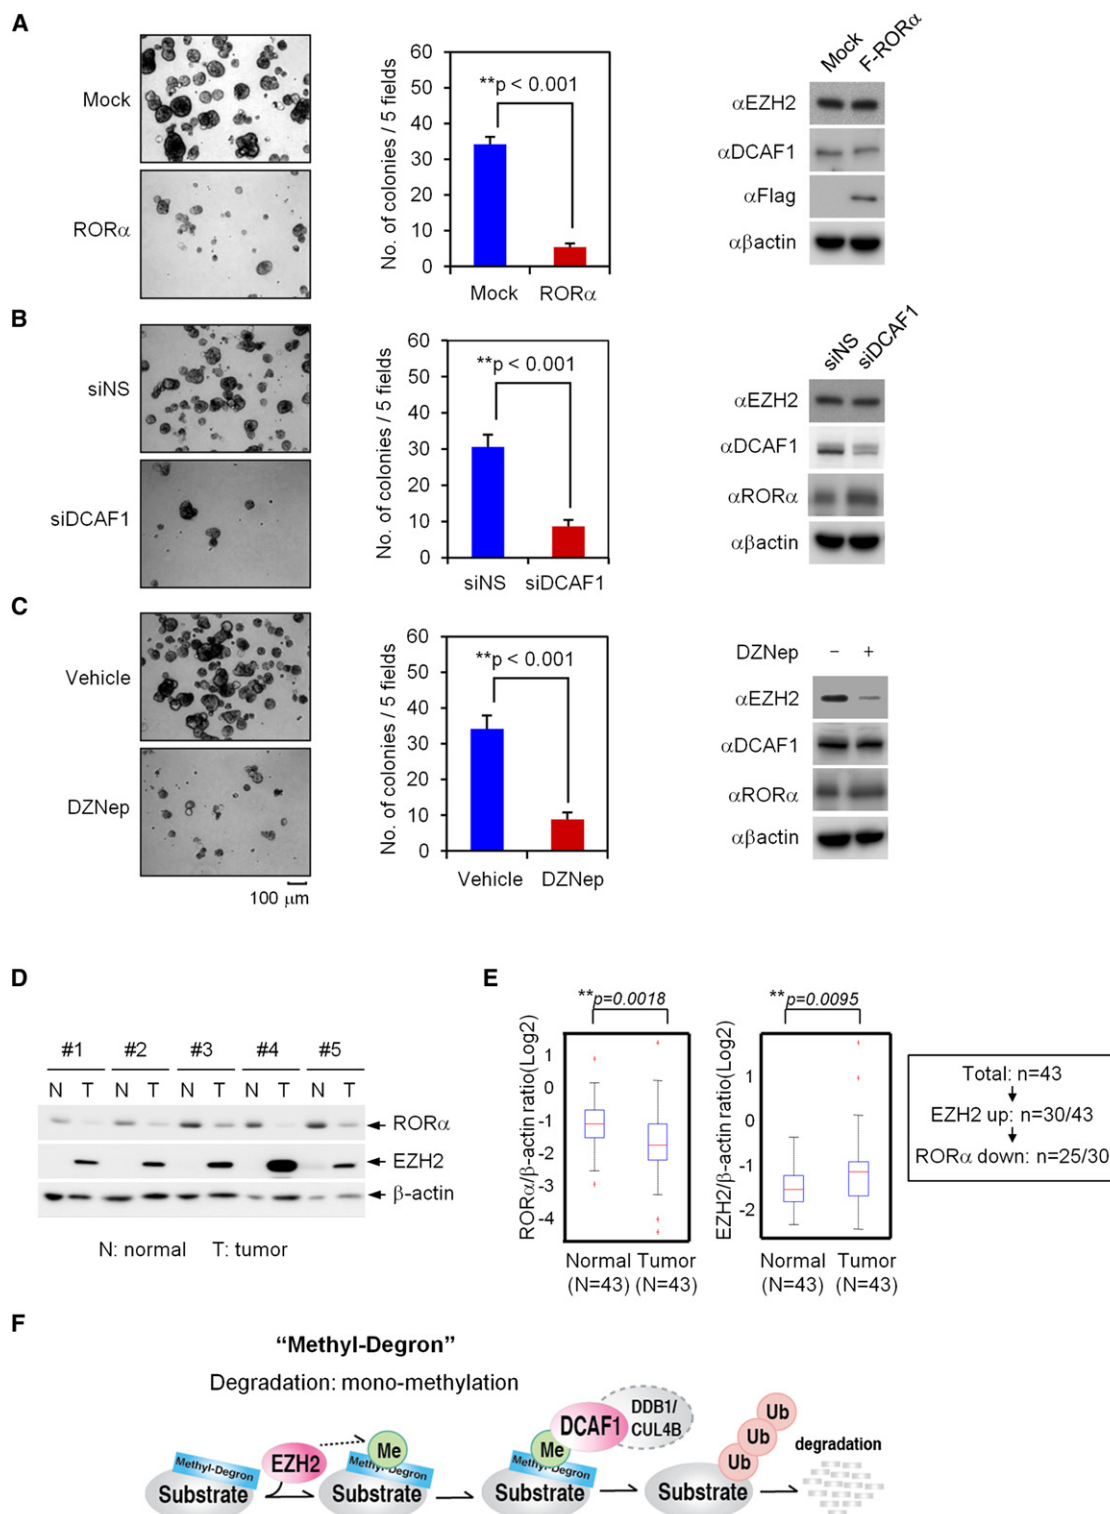 A
Mock
RORα
No. of colonies / 5 fields
60
50
40
30
20
10
0
**p < 0.001
Mock RORα
Mock F-RORα
αEZH2
αDCAF1
αFlag
αβactin
B
siNS
siDCAF1
No. of colonies / 5 fields
60
50
40
30
20
10
0
**p < 0.001
siNS siDCAF1
siNS siDCAF1
αEZH2
αDCAF1
αRORα
αβactin
C
Vehicle
DZNep
100 μm
No. of colonies / 5 fields
60
50
40
30
20
10
0
**p < 0.001
Vehicle DZNep
DZNep − +
αEZH2
αDCAF1
αRORα
αβactin
D
#1 #2 #3 #4 #5
N T N T N T N T N T
RORα
EZH2
β-actin
N: normal T: tumor
E
**p=0.0018
RORα/β-actin ratio(Log2)
1
0
-1
-2
-3
-4
Normal Tumor
(N=43) (N=43)
**p=0.0095
EZH2/β-actin ratio(Log2)
1
0
-1
-2
Normal Tumor
(N=43) (N=43)
Total: n=43
EZH2 up: n=30/43
RORα down: n=25/30
F
“Methyl-Degron”
Degradation: mono-methylation
Methyl-Degron
Substrate
EZH2
Me
Methyl-Degron
Substrate
DCAF1
DDB1/
CUL4B
Me
Methyl-Degron
Substrate
Ub
Ub
Ub
Substrate
degradation